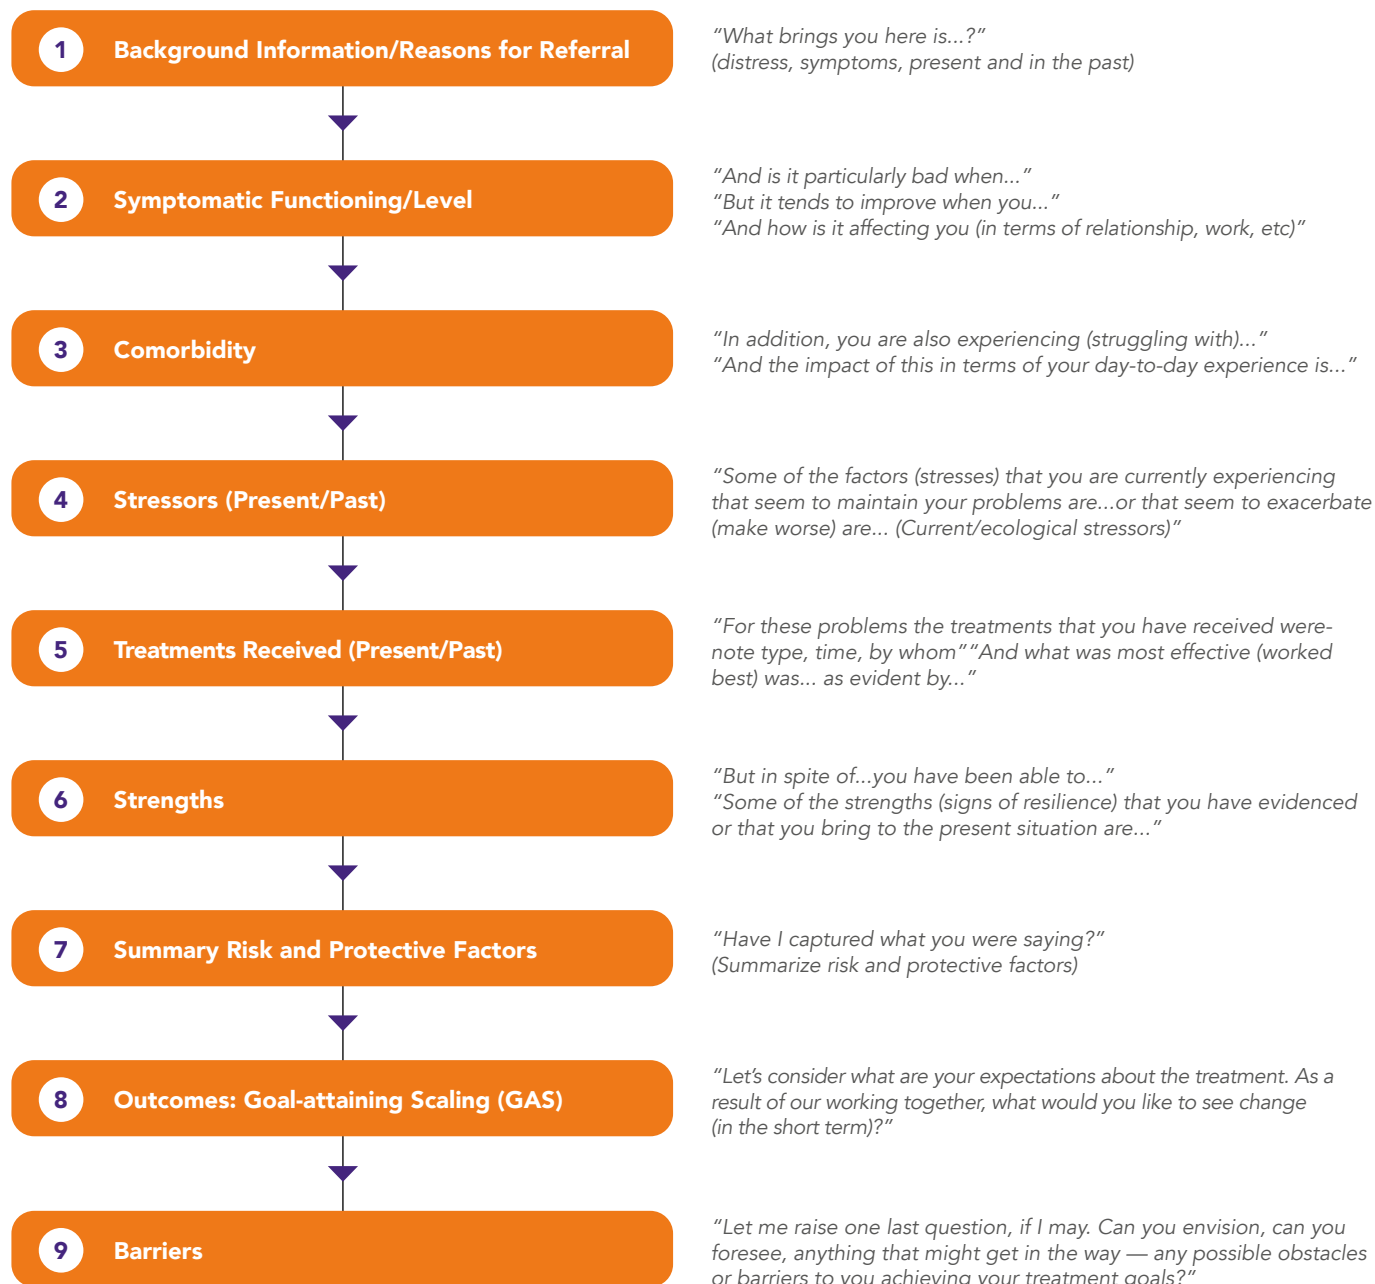 1 Background Information/Reasons for Referral
“What brings you here is...?”
(distress, symptoms, present and in the past)
2 Symptomatic Functioning/Level
“And is it particularly bad when...”
“But it tends to improve when you...”
“And how is it affecting you (in terms of relationship, work, etc)”
3 Comorbidity
“In addition, you are also experiencing (struggling with)...”
“And the impact of this in terms of your day-to-day experience is...”
4 Stressors (Present/Past)
“Some of the factors (stresses) that you are currently experiencing
that seem to maintain your problems are...or that seem to exacerbate
(make worse) are... (Current/ecological stressors)”
5 Treatments Received (Present/Past)
“For these problems the treatments that you have received were-
note type, time, by whom”“And what was most effective (worked
best) was... as evident by...”
6 Strengths
“But in spite of...you have been able to...”
“Some of the strengths (signs of resilience) that you have evidenced
or that you bring to the present situation are...”
7 Summary Risk and Protective Factors
“Have I captured what you were saying?”
(Summarize risk and protective factors)
8 Outcomes: Goal-attaining Scaling (GAS)
“Let’s consider what are your expectations about the treatment. As a
result of our working together, what would you like to see change
(in the short term)?”
9 Barriers
“Let me raise one last question, if I may. Can you envision, can you
foresee, anything that might get in the way — any possible obstacles
or barriers to you achieving your treatment goals?”